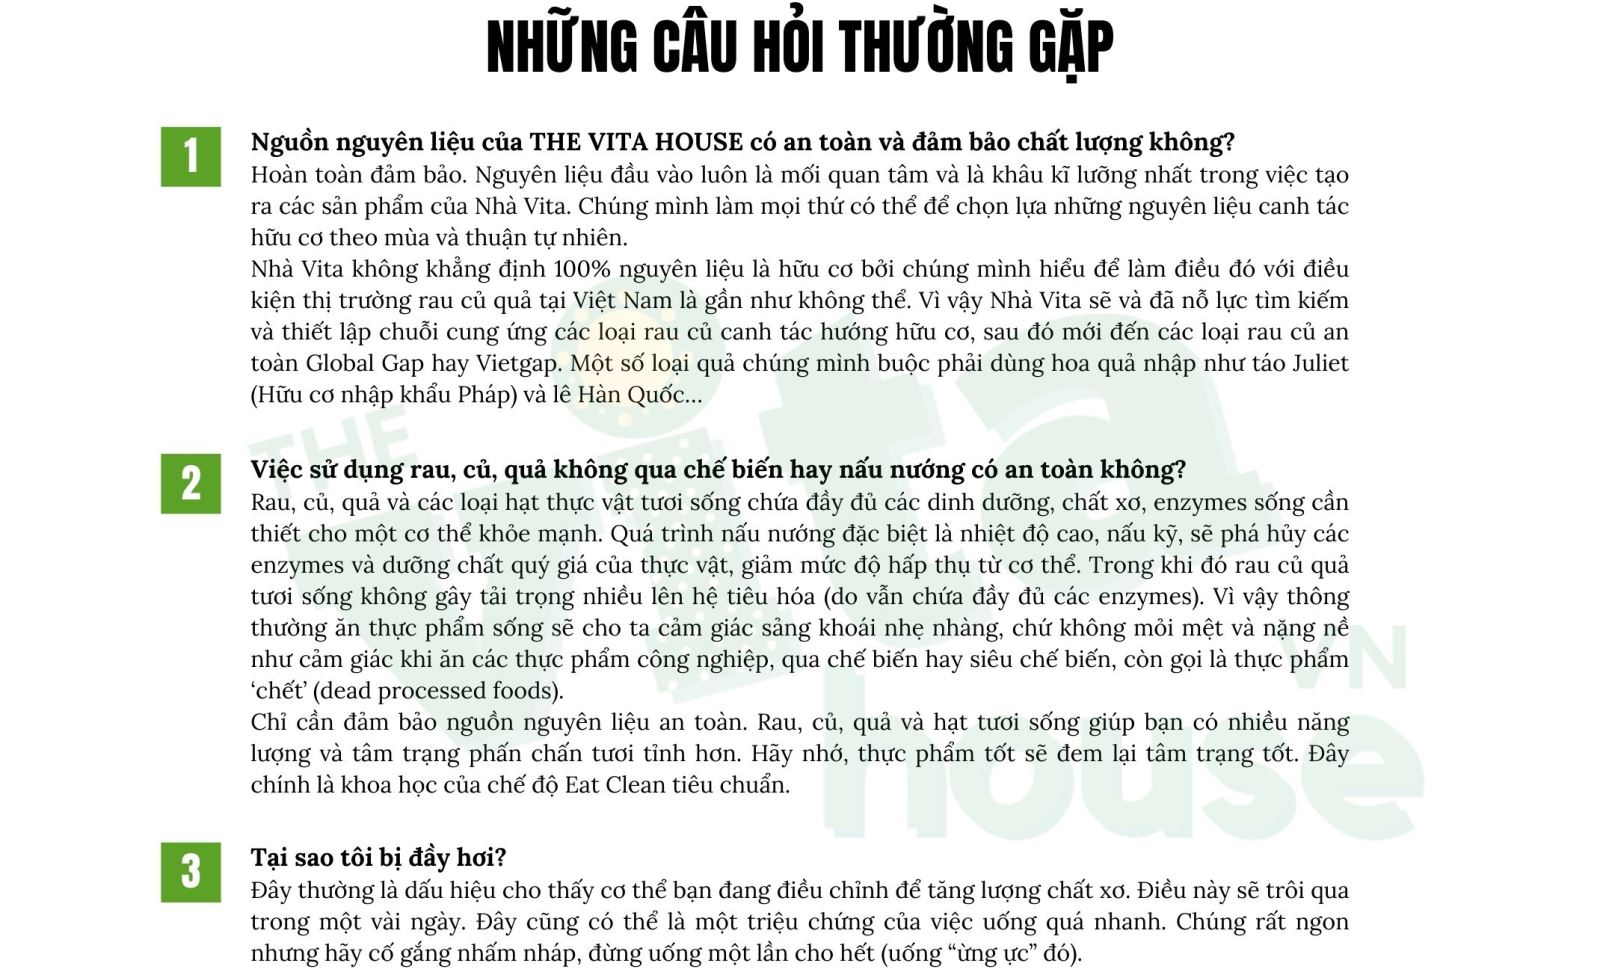 NHỮNG CÂU HỎI THƯỜNG GẶP
1
Nguồn nguyên liệu của THE VITA HOUSE có an toàn và đảm bảo chất lượng không?
Hoàn toàn đảm bảo. Nguyên liệu đầu vào luôn là mối quan tâm và là khâu kĩ lưỡng nhất trong việc tạo
ra các sản phẩm của Nhà Vita. Chúng mình làm mọi thứ có thể để chọn lựa những nguyên liệu canh tác
hữu cơ theo mùa và thuận tự nhiên.
Nhà Vita không khẳng định 100% nguyên liệu là hữu cơ bởi chúng mình hiểu để làm điều đó với điều
kiện thị trường rau củ quả tại Việt Nam là gần như không thể. Vì vậy Nhà Vita sẽ và đã nỗ lực tìm kiếm
và thiết lập chuỗi cung ứng các loại rau củ canh tác hướng hữu cơ, sau đó mới đến các loại rau củ an
toàn Global Gap hay Vietgap. Một số loại quả chúng mình buộc phải dùng hoa quả nhập như táo Juliet
(Hữu cơ nhập khẩu Pháp) và lê Hàn Quốc...
2
Việc sử dụng rau, củ, quả không qua chế biến hay nấu nướng có an toàn không?
Rau, củ, quả và các loại hạt thực vật tươi sống chứa đầy đủ các dinh dưỡng, chất xơ, enzymes sống cần
thiết cho một cơ thể khỏe mạnh. Quá trình nấu nướng đặc biệt là nhiệt độ cao, nấu kỹ, sẽ phá hủy các
enzymes và dưỡng chất quý giá của thực vật, giảm mức độ hấp thụ từ cơ thể. Trong khi đó rau củ quả
tươi sống không gây tải trọng nhiều lên hệ tiêu hóa (do vẫn chứa đầy đủ các enzymes). Vì vậy thông
thường ăn thực phẩm sống sẽ cho ta cảm giác sảng khoái nhẹ nhàng, chứ không mỏi mệt và nặng nề
như cảm giác khi ăn các thực phẩm công nghiệp, qua chế biến hay siêu chế biến, còn gọi là thực phẩm
‘chết’ (dead processed foods).
Chỉ cần đảm bảo nguồn nguyên liệu an toàn. Rau, củ, quả và hạt tươi sống giúp bạn có nhiều năng
lượng và tâm trạng phấn chấn tươi tỉnh hơn. Hãy nhớ, thực phẩm tốt sẽ đem lại tâm trạng tốt. Đây
chính là khoa học của chế độ Eat Clean tiêu chuẩn.
3
Tại sao tôi bị đầy hơi?
Đây thường là dấu hiệu cho thấy cơ thể bạn đang điều chỉnh để tăng lượng chất xơ. Điều này sẽ trôi qua
trong một vài ngày. Đây cũng có thể là một triệu chứng của việc uống quá nhanh. Chúng rất ngon
nhưng hãy cố gắng nhấm nháp, đừng uống một lần cho hết (uống “ừng ực” đó).
THE
vita
VN
house